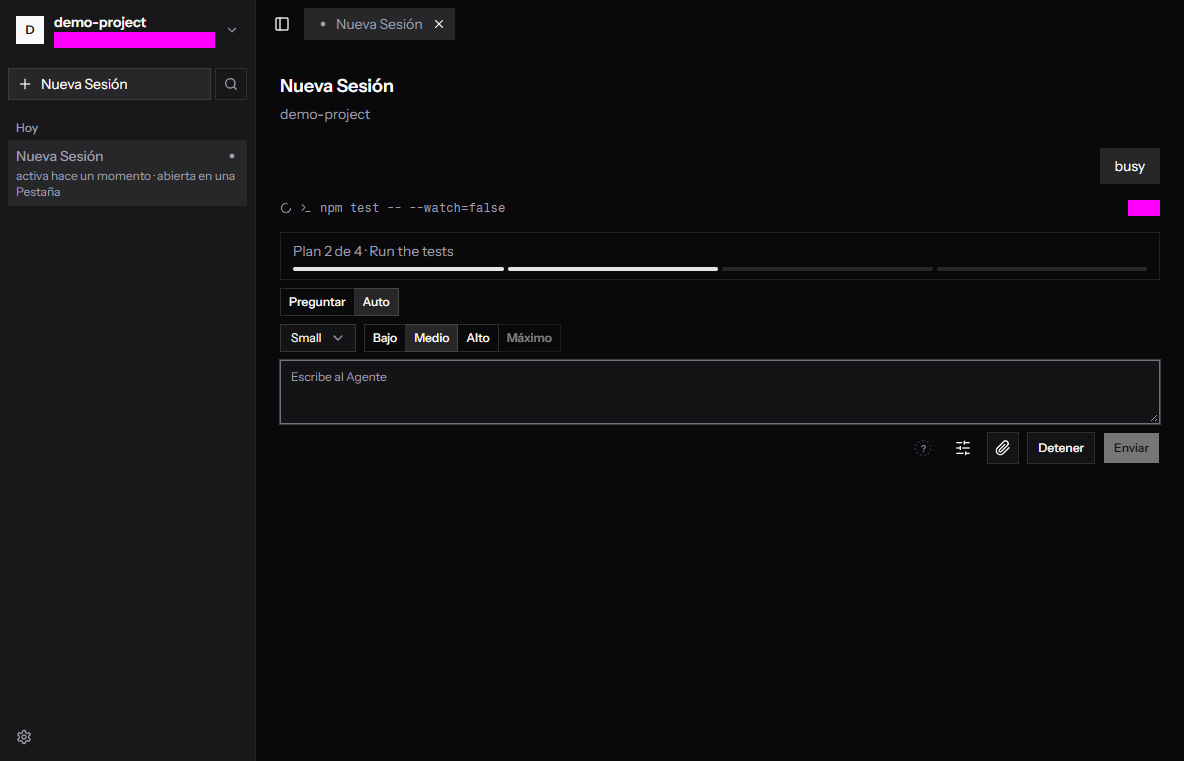 D
demo-project
Nueva Sesión
Hoy
Nueva Sesión
activa hace un momento · abierta en una
Pestaña
Nueva Sesión
Nueva Sesión
demo-project
busy
npm test -- --watch=false
Plan 2 de 4 · Run the tests
Preguntar Auto
Small Bajo Medio Alto Máximo
Escribe al Agente
? Detener Enviar